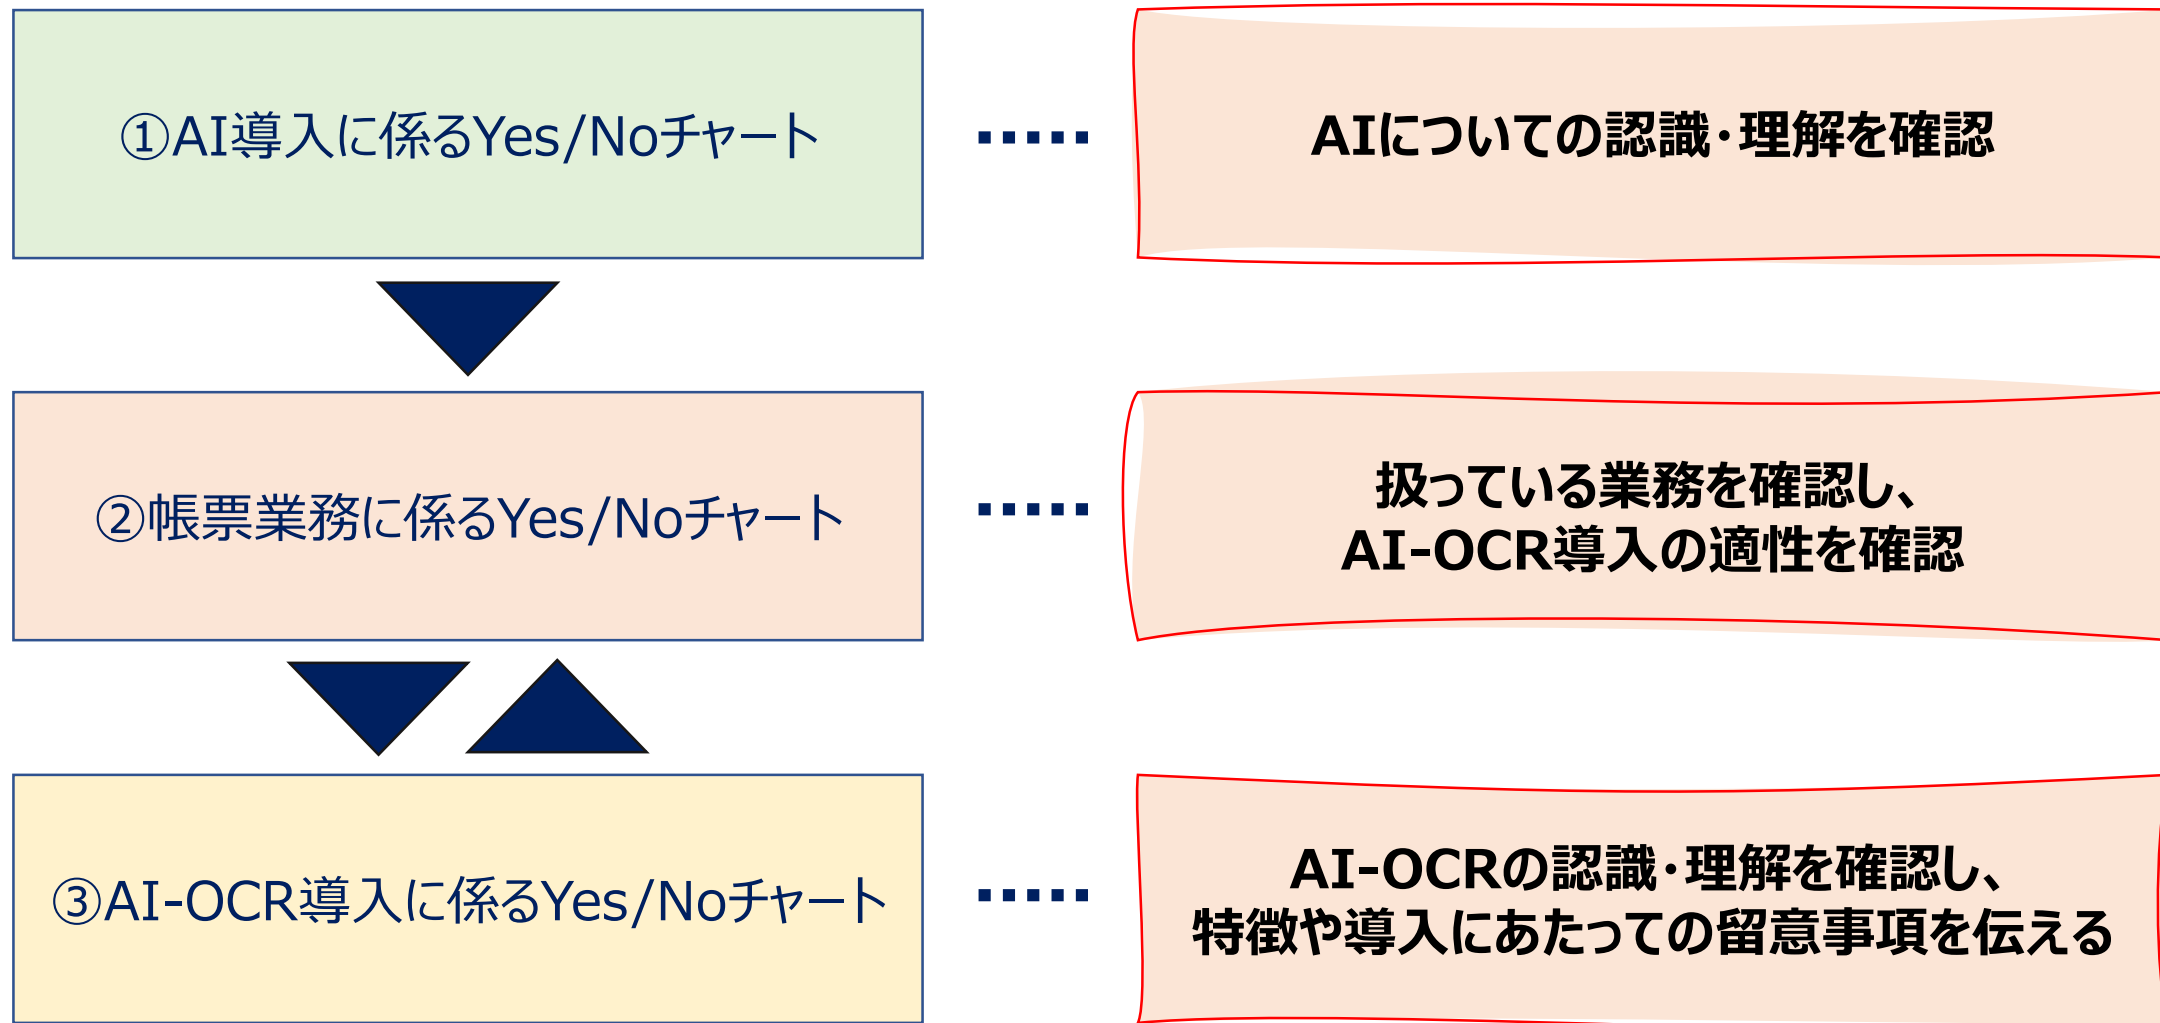 ①AI導入に係るYes/Noチャート
AIについての認識・理解を確認
②帳票業務に係るYes/Noチャート
扱っている業務を確認し、
AI-OCR導入の適性を確認
③AI-OCR導入に係るYes/Noチャート
AI-OCRの認識・理解を確認し、
特徴や導入にあたっての留意事項を伝える